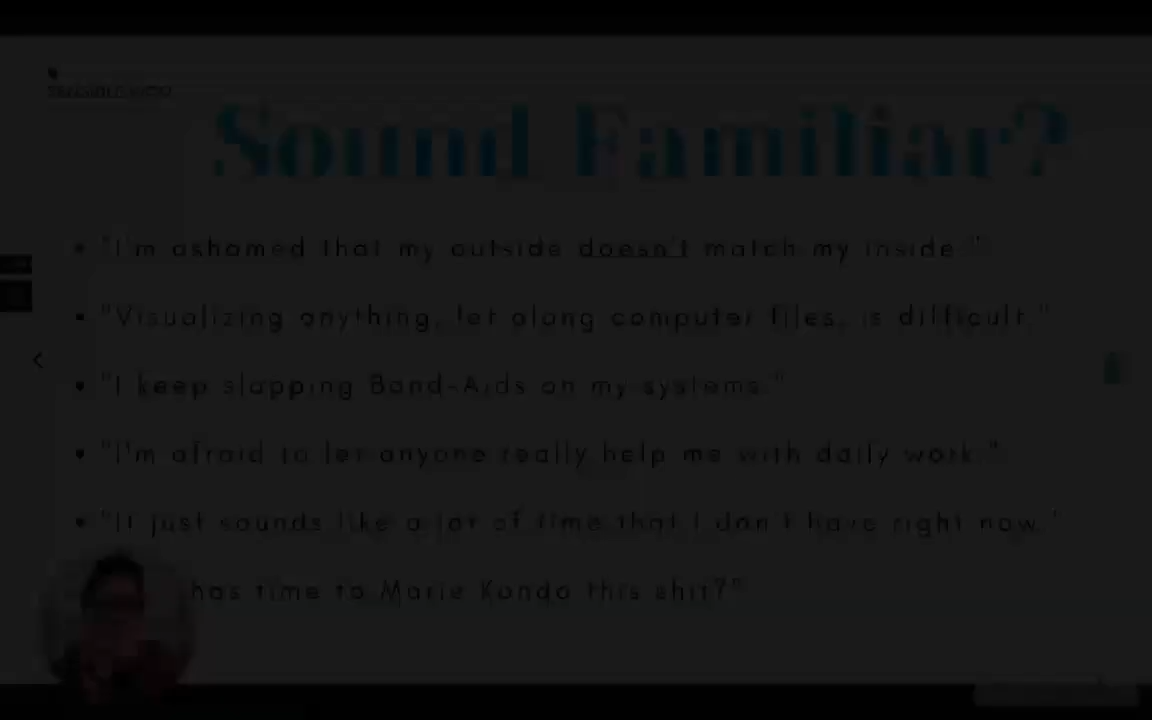 Sound Familiar?
• "I'm ashamed that my outside doesn't match my inside."
• "Visualizing anything, let along computer files, is difficult."
• "I keep slapping Band-Aids on my systems."
• "I'm afraid to let anyone really help me with daily work."
• "It just sounds like a lot of time that I don't have right now."
has time to Marie Kondo this shit?"